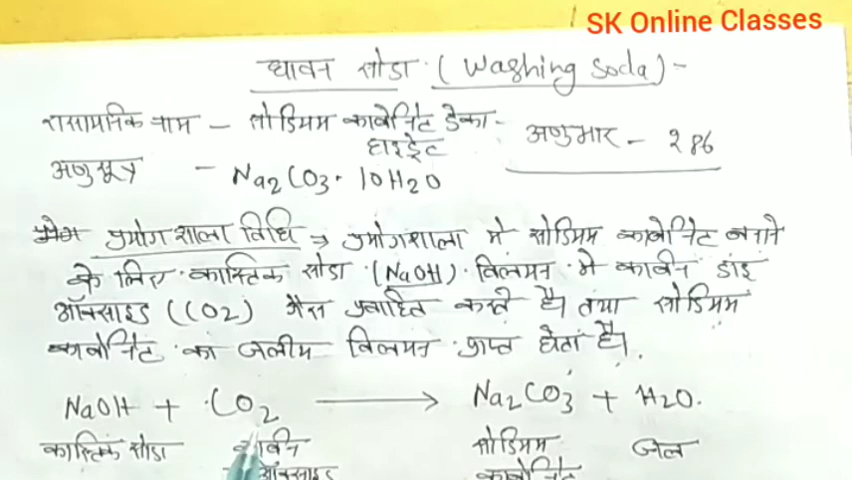 SK Online Classes
धावन सोडा (Washing Soda) -
रासायनिक नाम - सोडियम कार्बोनेट डेका-
हाइड्रेट
अणुभार - 286
अणुसूत्र - Na2CO3.10H2O
प्रयोगशाला विधि → प्रयोगशाला में सोडियम कार्बोनेट बनाने
के लिए कास्टिक सोडा (NaOH) विलयन में कार्बन डाइ
ऑक्साइड (CO2) गैस प्रवाहित करते है। तथा सोडियम
कार्बोनेट का जलीय विलयन प्राप्त होता है।
NaOH + CO2 ⟶ Na2CO3 + H2O.
कास्टिक सोडा कार्बन सोडियम जल
ऑक्साइड कार्बोनेट